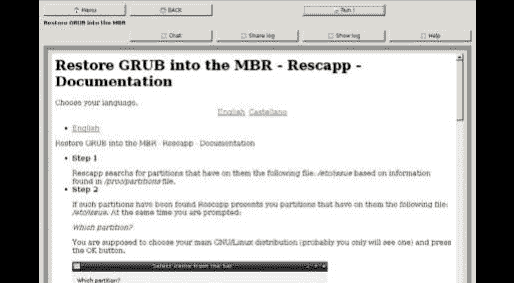 Menu BACK Run !
Restore GRUB into the MBR
Chat Share log Show log Help
Restore GRUB into the MBR - Rescapp -
Documentation
Choose your language.
English Castellano
English
Restore GRUB into the MBR - Rescapp - Documentation
Step 1
Rescapp searchs for partitions that have on them the following file: /etc/issue based on information
found in /proc/partitions file.
Step 2
If such partitions have been found Rescapp presents you partitions that have on them the following file:
/etc/issue. At the same time you are prompted:
Which partition?
You are supposed to choose your main GNU/Linux distribution (probably you only will see one) and press
the OK button.
Which partition?